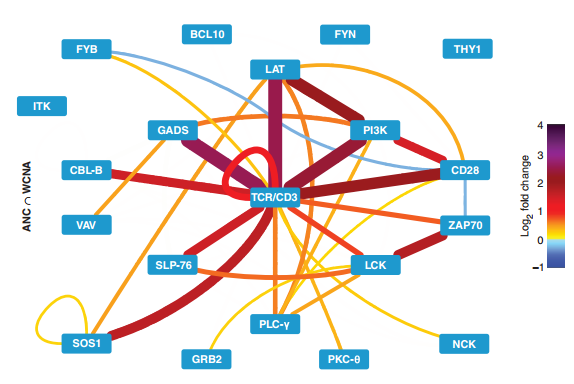 BCL10
FYN
FYB
THY1
LAT
ITK
GADS
PI3K
CBL-B
CD28
TCR/CD3
VAV
ZAP70
SLP-76
LCK
PLC-γ
SOS1
NCK
GRB2
PKC-θ
ANC ∩ WCNA
Log2 fold change
4
3
2
1
0
−1